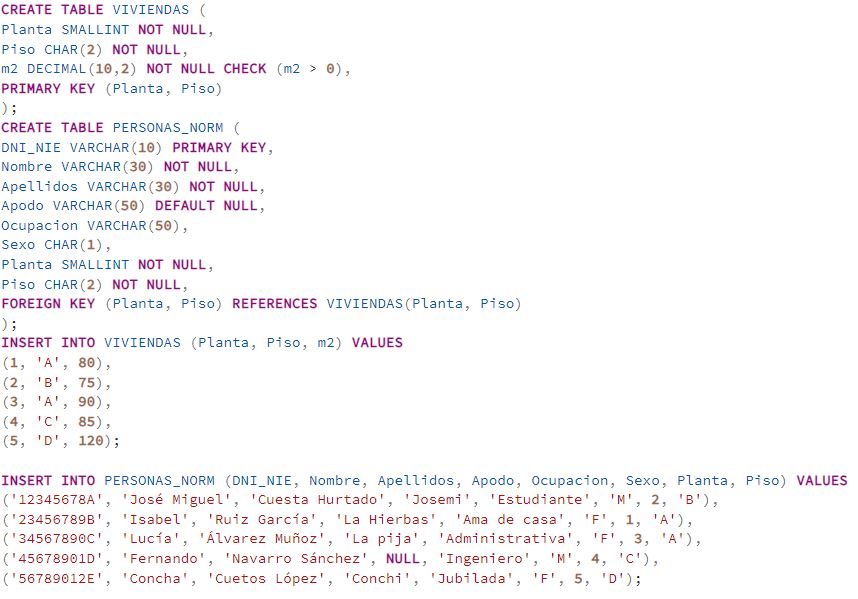 CREATE TABLE VIVIENDAS (
Planta SMALLINT NOT NULL,
Piso CHAR(2) NOT NULL,
m2 DECIMAL(10,2) NOT NULL CHECK (m2 > 0),
PRIMARY KEY (Planta, Piso)
);
CREATE TABLE PERSONAS_NORM (
DNI_NIE VARCHAR(10) PRIMARY KEY,
Nombre VARCHAR(30) NOT NULL,
Apellidos VARCHAR(30) NOT NULL,
Apodo VARCHAR(50) DEFAULT NULL,
Ocupacion VARCHAR(50),
Sexo CHAR(1),
Planta SMALLINT NOT NULL,
Piso CHAR(2) NOT NULL,
FOREIGN KEY (Planta, Piso) REFERENCES VIVIENDAS(Planta, Piso)
);
INSERT INTO VIVIENDAS (Planta, Piso, m2) VALUES
(1, 'A', 80),
(2, 'B', 75),
(3, 'A', 90),
(4, 'C', 85),
(5, 'D', 120);
INSERT INTO PERSONAS_NORM (DNI_NIE, Nombre, Apellidos, Apodo, Ocupacion, Sexo, Planta, Piso) VALUES
('12345678A', 'José Miguel', 'Cuesta Hurtado', 'Josemi', 'Estudiante', 'M', 2, 'B'),
('23456789B', 'Isabel', 'Ruiz García', 'La Hierbas', 'Ama de casa', 'F', 1, 'A'),
('34567890C', 'Lucía', 'Álvarez Muñoz', 'La pija', 'Administrativa', 'F', 3, 'A'),
('45678901D', 'Fernando', 'Navarro Sánchez', NULL, 'Ingeniero', 'M', 4, 'C'),
('56789012E', 'Concha', 'Cuetos López', 'Conchi', 'Jubilada', 'F', 5, 'D');